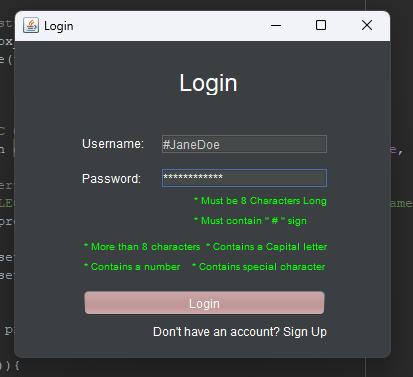 Login
Login
Username: #JaneDoe
Password: ************
* Must be 8 Characters Long
* Must contain " # " sign
* More than 8 characters * Contains a Capital letter
* Contains a number * Contains special character
Login
Don't have an account? Sign Up
)){